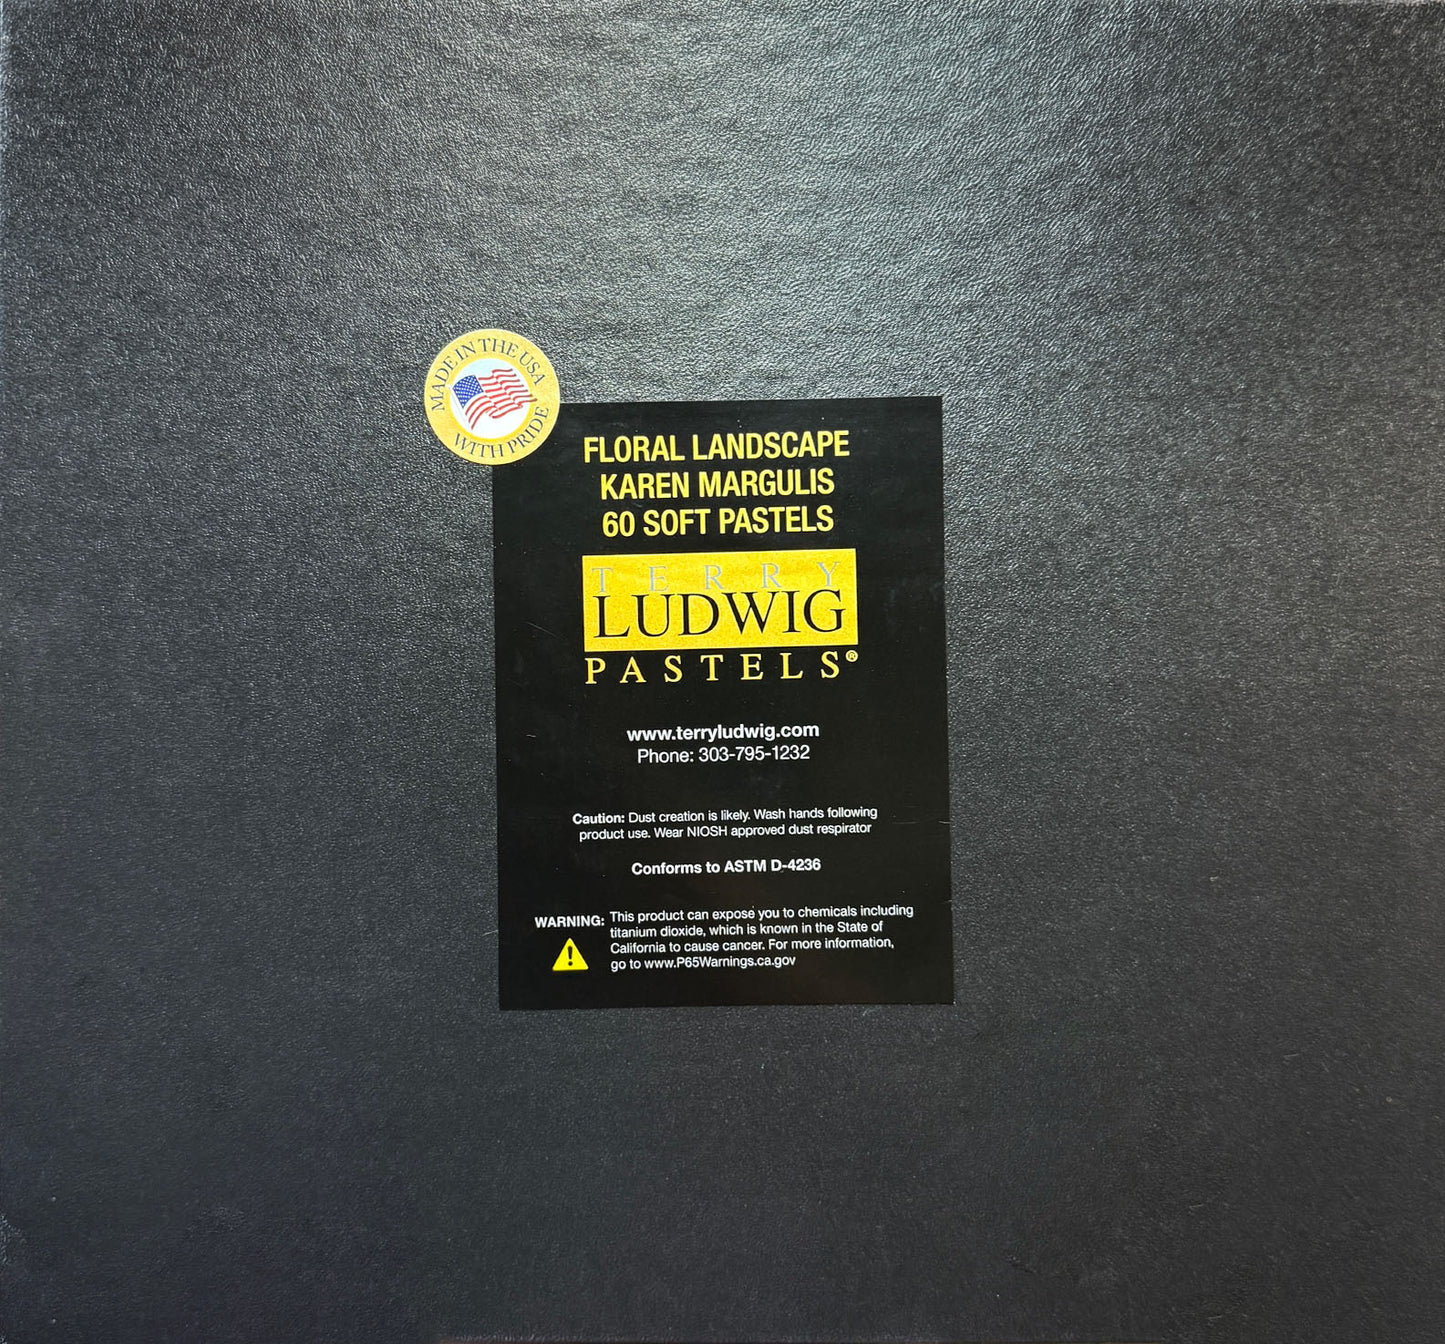 MADE IN THE USA
WITH PRIDE
FLORAL LANDSCAPE
KAREN MARGULIS
60 SOFT PASTELS
TERRY
LUDWIG
PASTELS®
www.terryludwig.com
Phone: 303-795-1232
Caution: Dust creation is likely. Wash hands following
product use. Wear NIOSH approved dust respirator
Conforms to ASTM D-4236
WARNING: This product can expose you to chemicals including
titanium dioxide, which is known in the State of
California to cause cancer. For more information,
go to www.P65Warnings.ca.gov